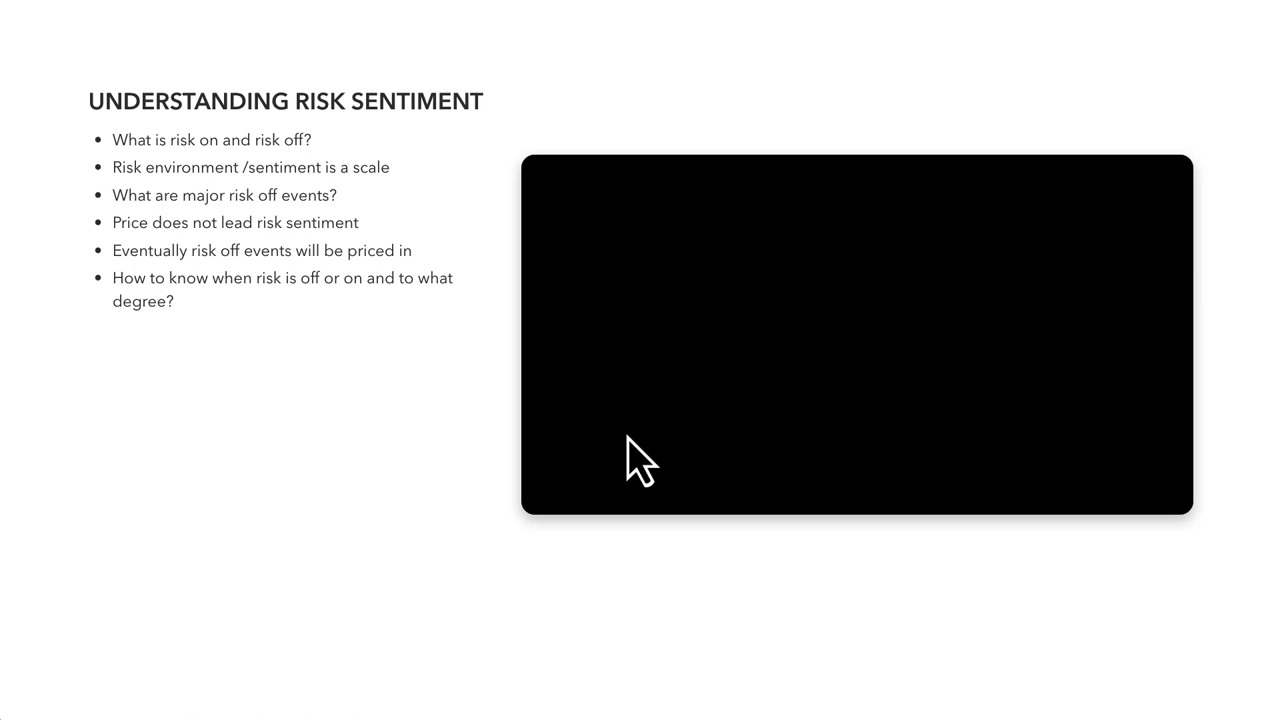 UNDERSTANDING RISK SENTIMENT
• What is risk on and risk off?
• Risk environment /sentiment is a scale
• What are major risk off events?
• Price does not lead risk sentiment
• Eventually risk off events will be priced in
• How to know when risk is off or on and to what
degree?